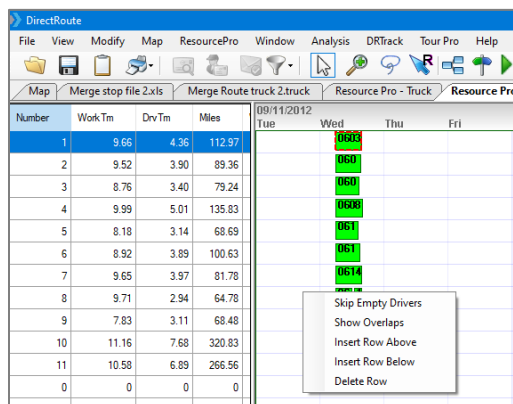 DirectRoute
File View Modify Map ResourcePro Window Analysis DRTrack Tour Pro Help
Map Merge stop file 2.xls Merge Route truck 2.truck Resource Pro - Truck Resource Pro
Number WorkTm DrvTm Miles
09/11/2012
Tue Wed Thu Fri
1 9.66 4.36 112.97 0603
2 9.52 3.90 89.36 060
3 8.76 3.40 79.24 060
4 9.99 5.01 135.83 0608
5 8.18 3.14 68.69 061
6 8.92 3.89 100.63 061
7 9.65 3.97 81.78 0614
8 9.71 2.94 64.78
9 7.83 3.11 68.48
10 11.16 7.68 320.83
11 10.58 6.89 266.56
0 0 0 0
Skip Empty Drivers
Show Overlaps
Insert Row Above
Insert Row Below
Delete Row